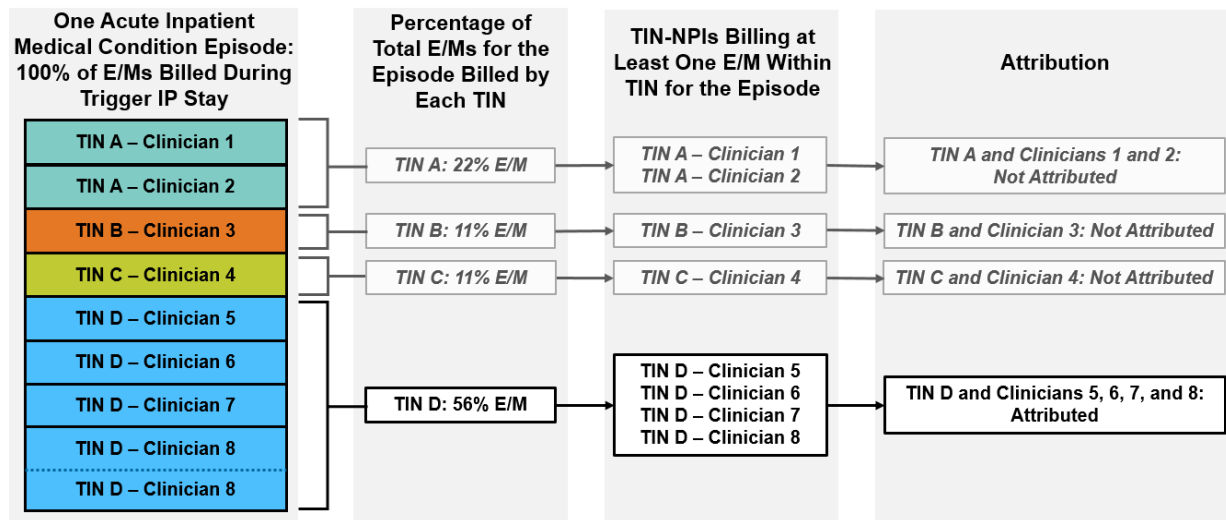 One Acute Inpatient
Medical Condition Episode:
100% of E/Ms Billed During
Trigger IP Stay
TIN A – Clinician 1
TIN A – Clinician 2
TIN B – Clinician 3
TIN C – Clinician 4
TIN D – Clinician 5
TIN D – Clinician 6
TIN D – Clinician 7
TIN D – Clinician 8
TIN D – Clinician 8
Percentage of
Total E/Ms for the
Episode Billed by
Each TIN
TIN A: 22% E/M
TIN B: 11% E/M
TIN C: 11% E/M
TIN D: 56% E/M
TIN-NPIs Billing at
Least One E/M Within
TIN for the Episode
TIN A – Clinician 1
TIN A – Clinician 2
TIN B – Clinician 3
TIN C – Clinician 4
TIN D – Clinician 5
TIN D – Clinician 6
TIN D – Clinician 7
TIN D – Clinician 8
Attribution
TIN A and Clinicians 1 and 2:
Not Attributed
TIN B and Clinician 3: Not Attributed
TIN C and Clinician 4: Not Attributed
TIN D and Clinicians 5, 6, 7, and 8:
Attributed